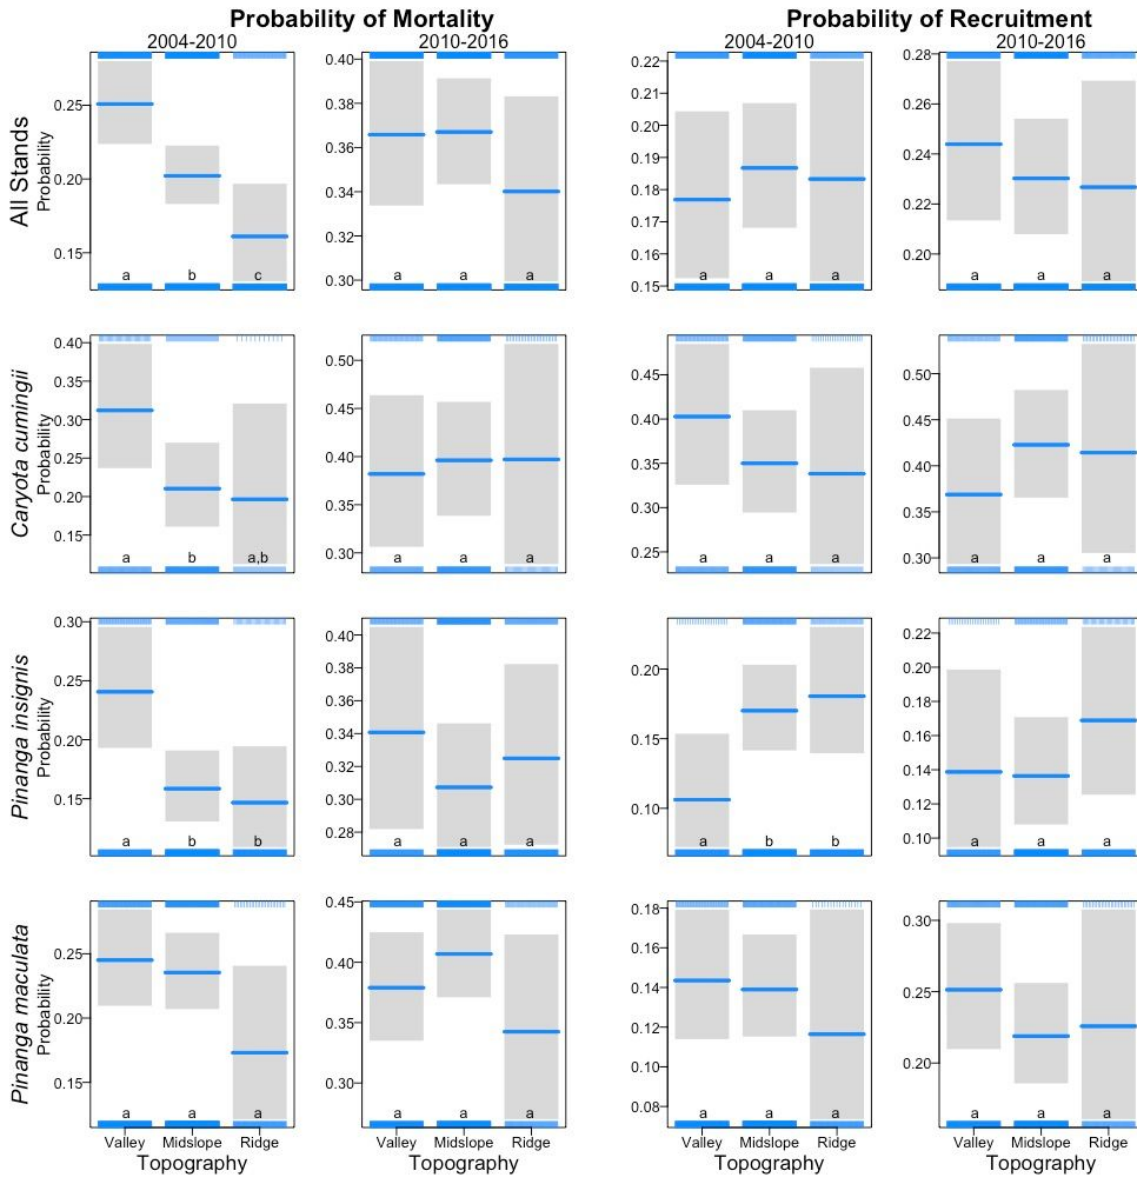 Probability of Mortality
Probability of Recruitment
2004-2010
2010-2016
2004-2010
2010-2016
All Stands
Probability
0.25
0.20
0.15
a b c
0.40
0.38
0.36
0.34
0.32
0.30
a a a
0.22
0.21
0.20
0.19
0.18
0.17
0.16
0.15
a a a
0.28
0.26
0.24
0.22
0.20
a a a
Caryota cumingii
Probability
0.40
0.35
0.30
0.25
0.20
0.15
a b a,b
0.50
0.45
0.40
0.35
0.30
a a a
0.45
0.40
0.35
0.30
0.25
a a a
0.50
0.45
0.40
0.35
0.30
a a a
Pinanga insignis
Probability
0.30
0.25
0.20
0.15
a b b
0.40
0.38
0.36
0.34
0.32
0.30
0.28
a a a
0.20
0.15
0.10
a b b
0.22
0.20
0.18
0.16
0.14
0.12
0.10
a a a
Pinanga maculata
Probability
0.25
0.20
0.15
a a a
0.45
0.40
0.35
0.30
a a a
0.18
0.16
0.14
0.12
0.10
0.08
a a a
0.30
0.25
0.20
a a a
Valley Midslope Ridge
Topography
Valley Midslope Ridge
Topography
Valley Midslope Ridge
Topography
Valley Midslope Ridge
Topography